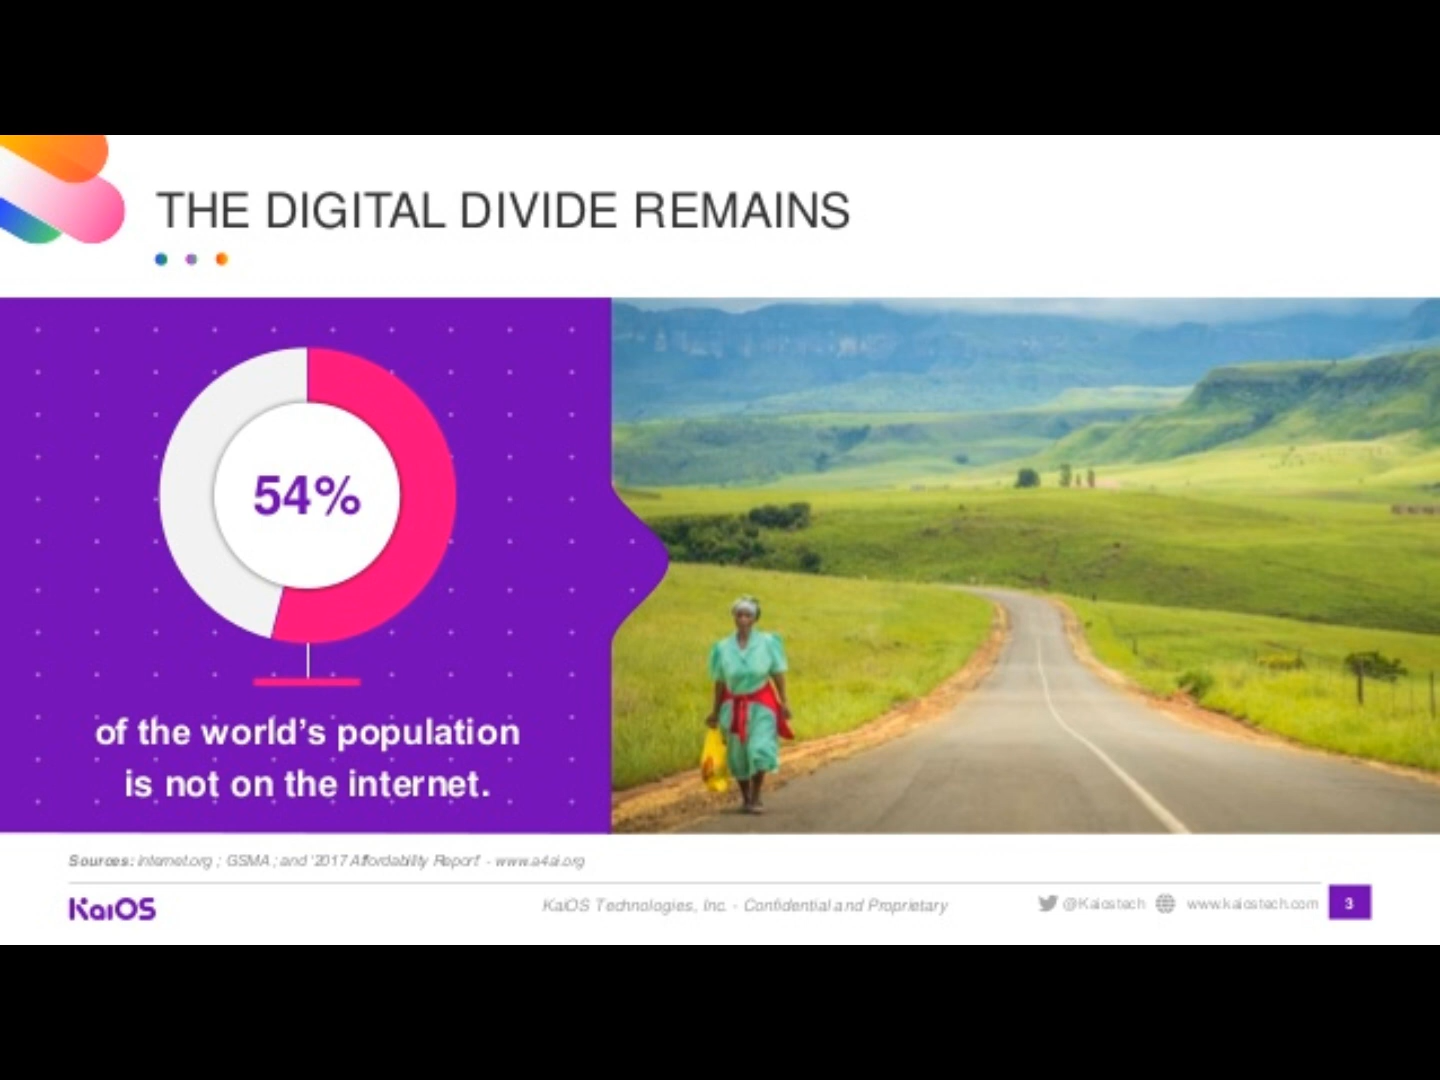 THE DIGITAL DIVIDE REMAINS
54%
of the world's population
is not on the internet.
Sources: internet.org ; GSMA ; and '2017 Affordability Report' - www.a4ai.org
KaiOS
KaiOS Technologies, Inc. - Confidential and Proprietary
@Kaiostech
www.kaiostech.com
3